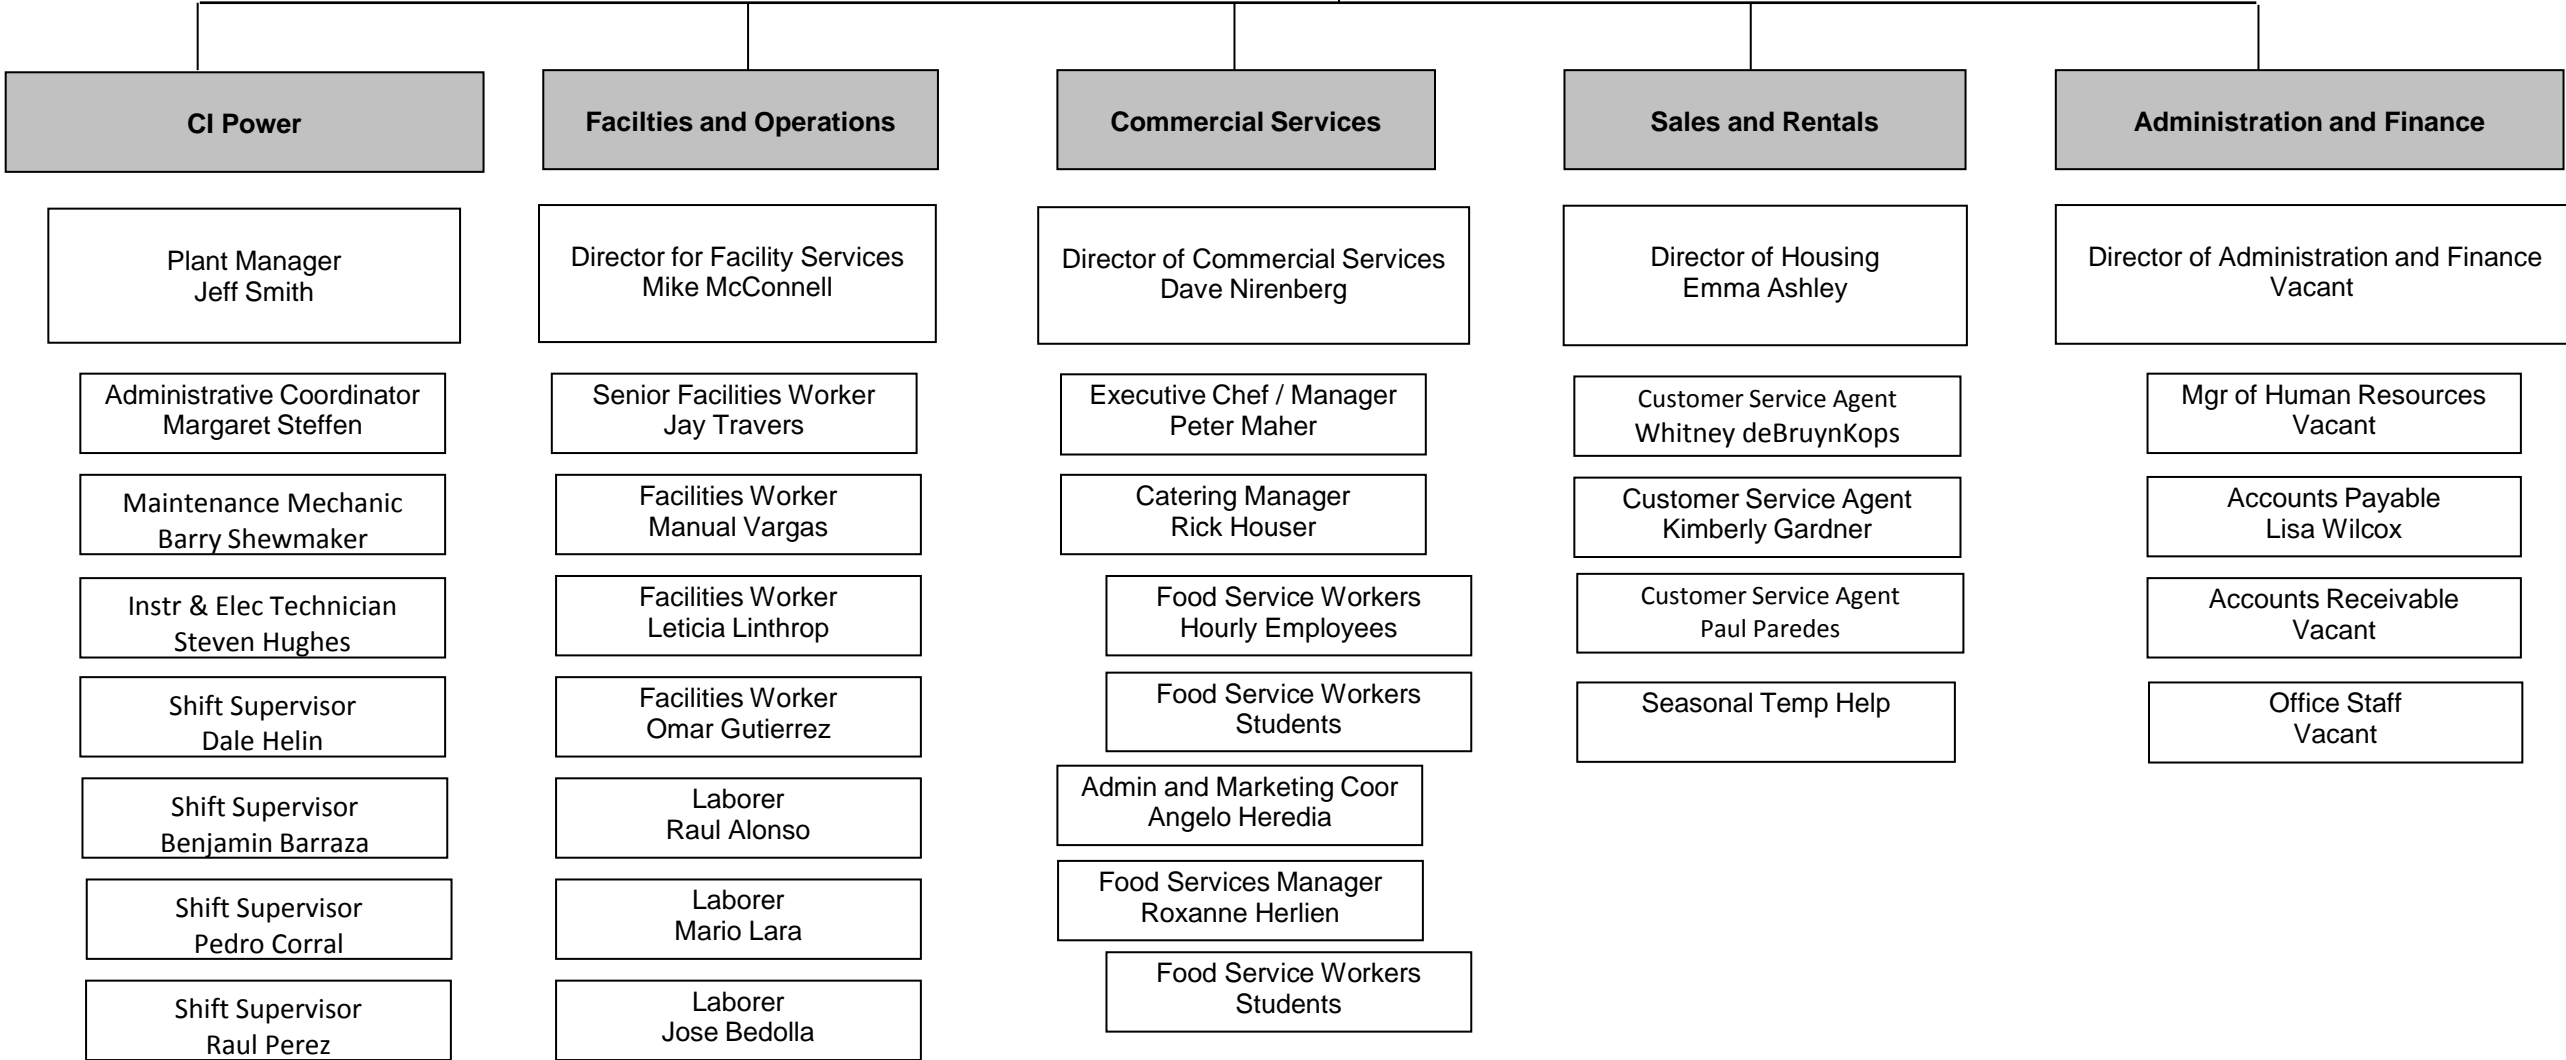 CI Power
Facilties and Operations
Commercial Services
Sales and Rentals
Administration and Finance
Plant Manager
Jeff Smith
Administrative Coordinator
Margaret Steffen
Maintenance Mechanic
Barry Shewmaker
Instr & Elec Technician
Steven Hughes
Shift Supervisor
Dale Helin
Shift Supervisor
Benjamin Barraza
Shift Supervisor
Pedro Corral
Shift Supervisor
Raul Perez
Director for Facility Services
Mike McConnell
Senior Facilities Worker
Jay Travers
Facilities Worker
Manual Vargas
Facilities Worker
Leticia Linthrop
Facilities Worker
Omar Gutierrez
Laborer
Raul Alonso
Laborer
Mario Lara
Laborer
Jose Bedolla
Director of Commercial Services
Dave Nirenberg
Executive Chef / Manager
Peter Maher
Catering Manager
Rick Houser
Food Service Workers
Hourly Employees
Food Service Workers
Students
Admin and Marketing Coor
Angelo Heredia
Food Services Manager
Roxanne Herlien
Food Service Workers
Students
Director of Housing
Emma Ashley
Customer Service Agent
Whitney deBruynKops
Customer Service Agent
Kimberly Gardner
Customer Service Agent
Paul Paredes
Seasonal Temp Help
Director of Administration and Finance
Vacant
Mgr of Human Resources
Vacant
Accounts Payable
Lisa Wilcox
Accounts Receivable
Vacant
Office Staff
Vacant